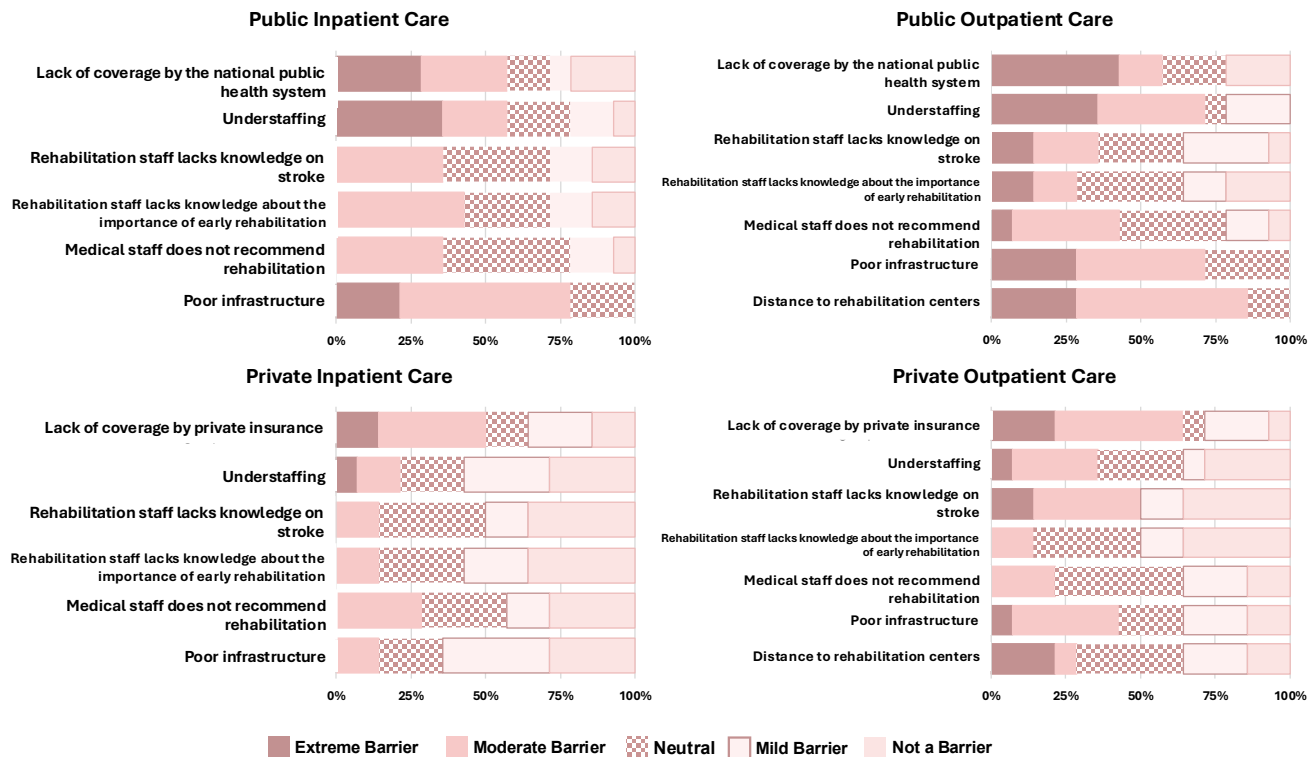 Public Inpatient Care
Lack of coverage by the national public
health system
Understaffing
Rehabilitation staff lacks knowledge on
stroke
Rehabilitation staff lacks knowledge about the
importance of early rehabilitation
Medical staff does not recommend
rehabilitation
Poor infrastructure
0% 25% 50% 75% 100%
Public Outpatient Care
Lack of coverage by the national public
health system
Understaffing
Rehabilitation staff lacks knowledge on
stroke
Rehabilitation staff lacks knowledge about the importance
of early rehabilitation
Medical staff does not recommend
rehabilitation
Poor infrastructure
Distance to rehabilitation centers
0% 25% 50% 75% 100%
Private Inpatient Care
Lack of coverage by private insurance
Understaffing
Rehabilitation staff lacks knowledge on
stroke
Rehabilitation staff lacks knowledge about the
importance of early rehabilitation
Medical staff does not recommend
rehabilitation
Poor infrastructure
0% 25% 50% 75% 100%
Private Outpatient Care
Lack of coverage by private insurance
Understaffing
Rehabilitation staff lacks knowledge on
stroke
Rehabilitation staff lacks knowledge about the importance
of early rehabilitation
Medical staff does not recommend
rehabilitation
Poor infrastructure
Distance to rehabilitation centers
0% 25% 50% 75% 100%
Extreme Barrier Moderate Barrier Neutral Mild Barrier Not a Barrier